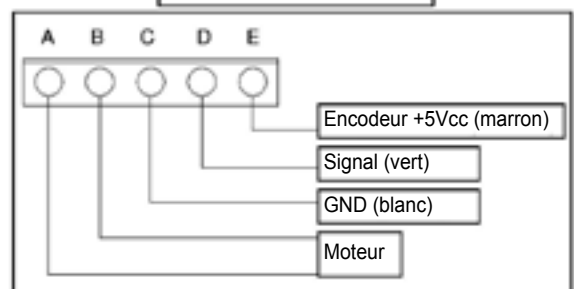 A B C D E
Encodeur +5Vcc (marron)
Signal (vert)
GND (blanc)
Moteur